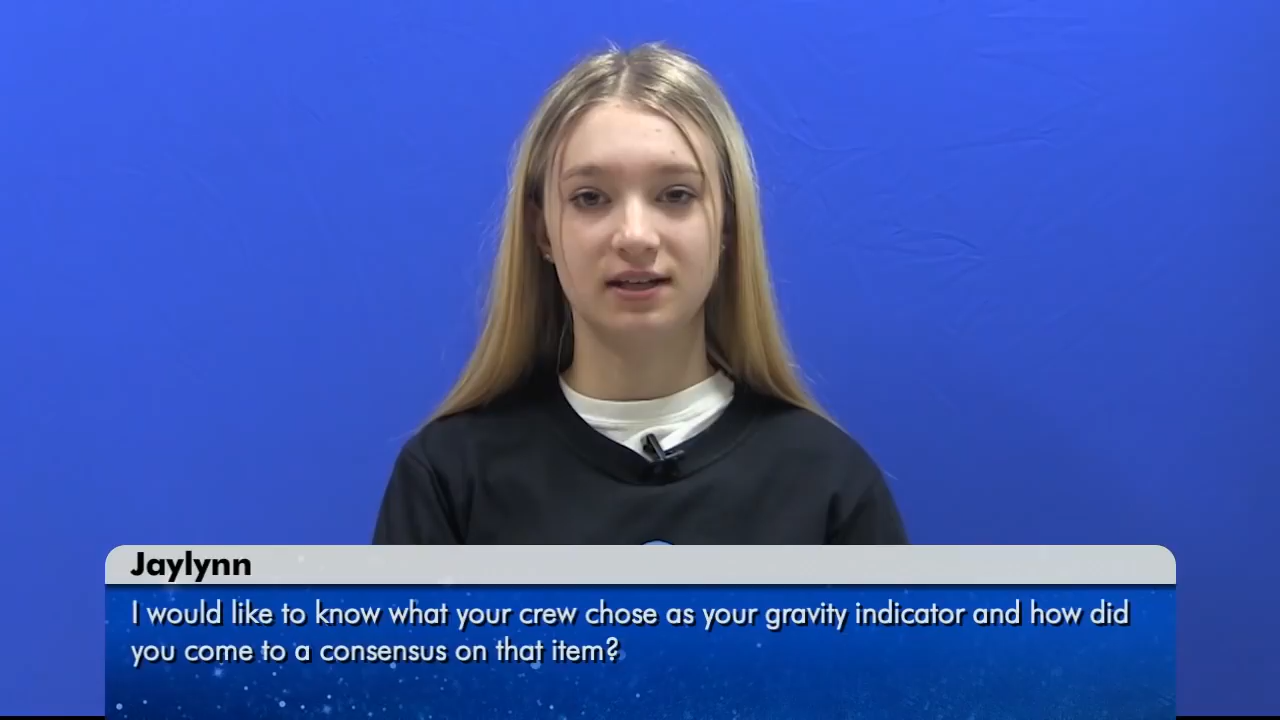 Jaylynn
I would like to know what your crew chose as your gravity indicator and how did
you come to a consensus on that item?